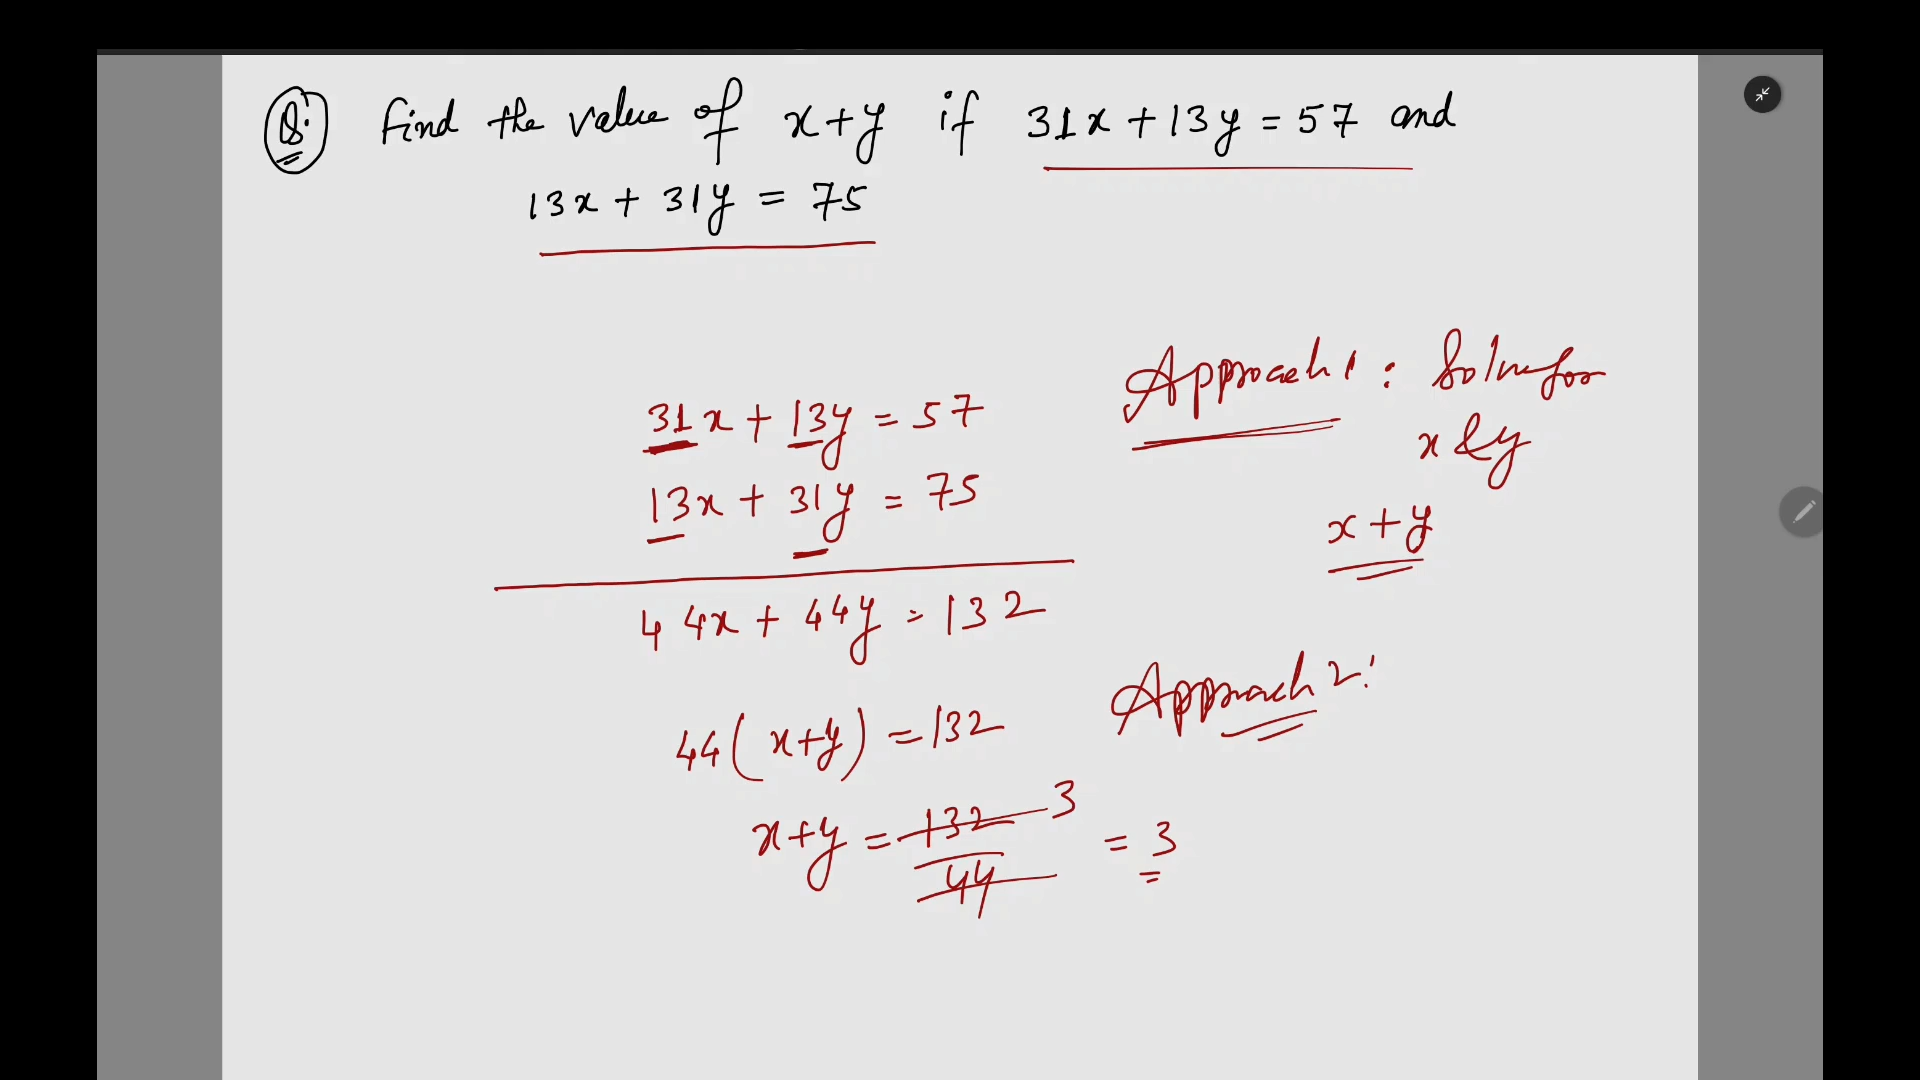 Q. Find the value of x+y if 31x + 13y = 57 and
13x + 31y = 75
Approach 1 : Solve for
x & y
x+y
31x + 13y = 57
13x + 31y = 75
44x + 44y = 132
44(x+y) = 132
Approach 2:
x+y = 132/44 3 = 3